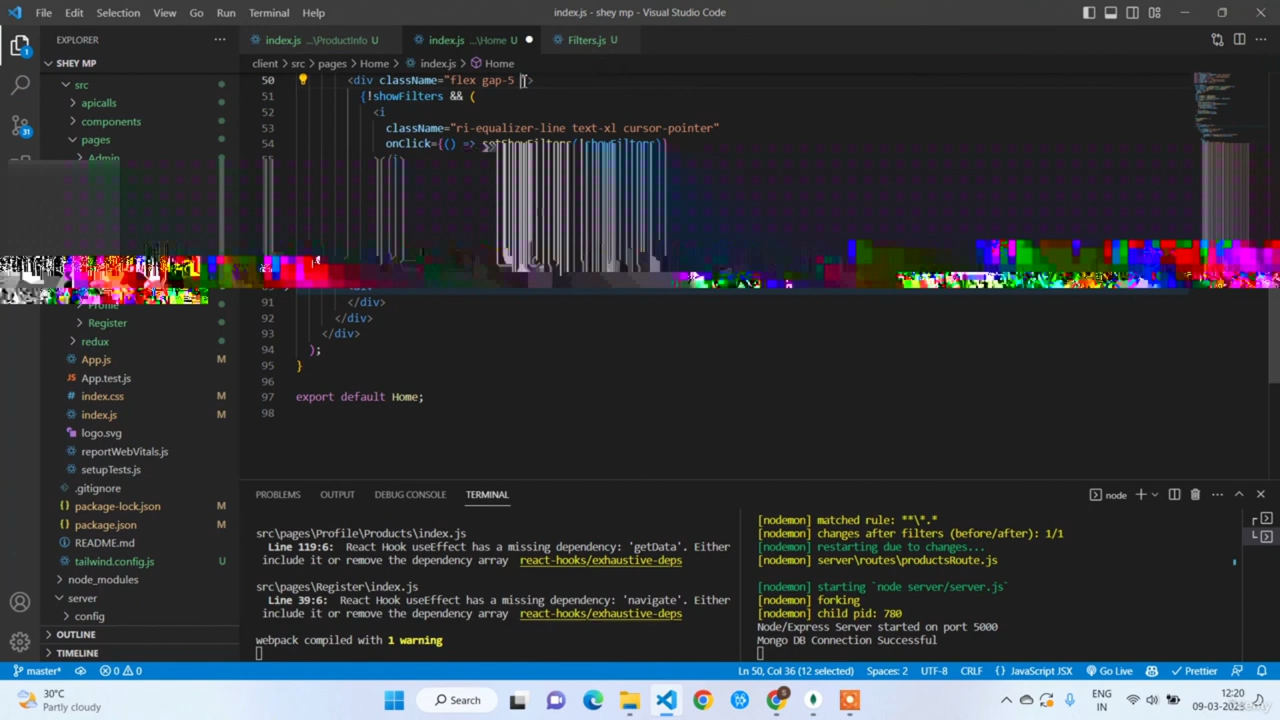 File Edit Selection View Go Run Terminal Help
index.js - shey mp - Visual Studio Code
EXPLORER
index.js ...\ProductInfo U
index.js ...\Home U
Filters.js U
SHEY MP
client > src > pages > Home > index.js > Home
src
apicalls
components
pages
Admin
Register
redux
App.js M
App.test.js
index.css M
index.js M
logo.svg
reportWebVitals.js
setupTests.js
.gitignore
package-lock.json M
package.json M
README.md
tailwind.config.js U
node_modules
server
config
OUTLINE
TIMELINE
50 <div className="flex gap-5
51 {!showFilters && (
52 <i
53 className="ri-equalizer-line text-xl cursor-pointer"
54 onClick={() =>
91 </div>
92 </div>
93 </div>
94 );
95 }
96
97 export default Home;
98
PROBLEMS OUTPUT DEBUG CONSOLE TERMINAL
node
src\pages\Profile\Products\index.js
Line 119:6: React Hook useEffect has a missing dependency: 'getData'. Either
include it or remove the dependency array react-hooks/exhaustive-deps
src\pages\Register\index.js
Line 39:6: React Hook useEffect has a missing dependency: 'navigate'. Either
include it or remove the dependency array react-hooks/exhaustive-deps
webpack compiled with 1 warning
[nodemon] matched rule: **\*.*
[nodemon] changes after filters (before/after): 1/1
[nodemon] restarting due to changes...
[nodemon] server\routes\productsRoute.js
[nodemon] starting `node server/server.js`
[nodemon] forking
[nodemon] child pid: 780
Node/Express Server started on port 5000
Mongo DB Connection Successful
master* 0 0
Ln 50, Col 36 (12 selected) Spaces: 2 UTF-8 CRLF {} JavaScript JSX Go Live Prettier
30°C
Partly cloudy
Search
ENG
IN
12:20
09-03-2023